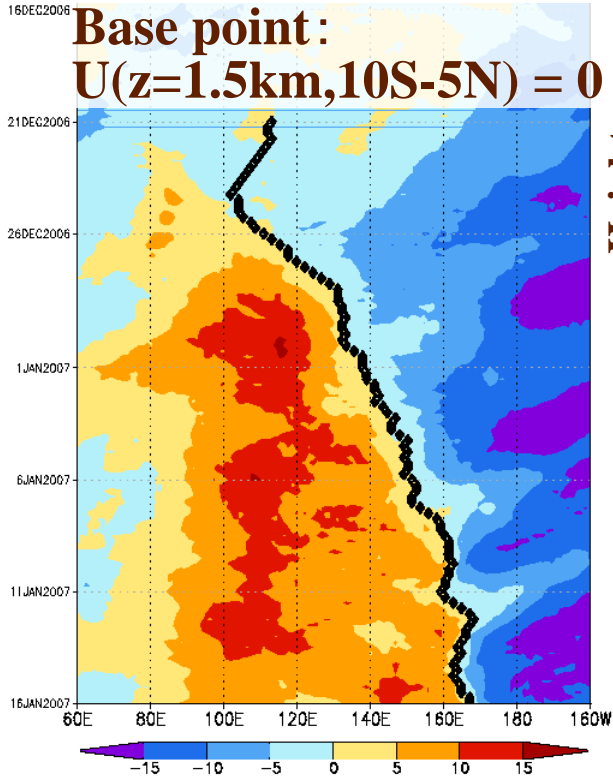 16DEC2006
Base point:
U(z=1.5km,10S-5N) = 0
21DEC2006
26DEC2006
1JAN2007
6JAN2007
11JAN2007
16JAN2007
60E 80E 100E 120E 140E 160E 180 160W
-15 -10 -5 0 5 10 15